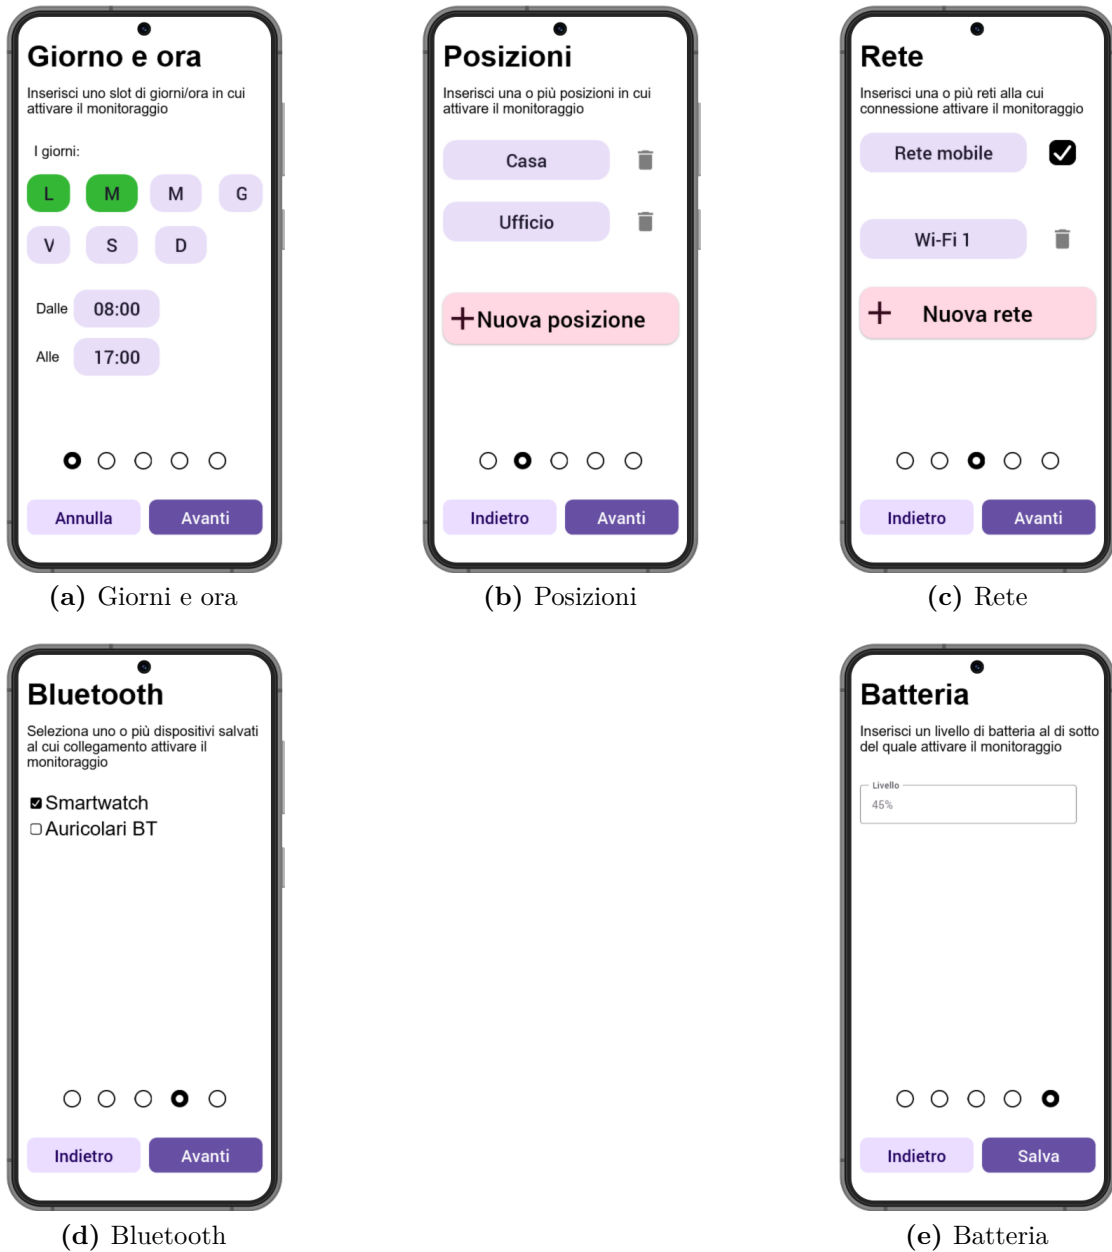 Giorno e ora
Inserisci uno slot di giorni/ora in cui
attivare il monitoraggio
I giorni:
L M M G
V S D
Dalle 08:00
Alle 17:00
Annulla Avanti
(a) Giorni e ora
Posizioni
Inserisci una o più posizioni in cui
attivare il monitoraggio
Casa
Ufficio
+Nuova posizione
Indietro Avanti
(b) Posizioni
Rete
Inserisci una o più reti alla cui
connessione attivare il monitoraggio
Rete mobile
Wi-Fi 1
+ Nuova rete
Indietro Avanti
(c) Rete
Bluetooth
Seleziona uno o più dispositivi salvati
al cui collegamento attivare il
monitoraggio
Smartwatch
Auricolari BT
Indietro Avanti
(d) Bluetooth
Batteria
Inserisci un livello di batteria al di sotto
del quale attivare il monitoraggio
Livello
45%
Indietro Salva
(e) Batteria